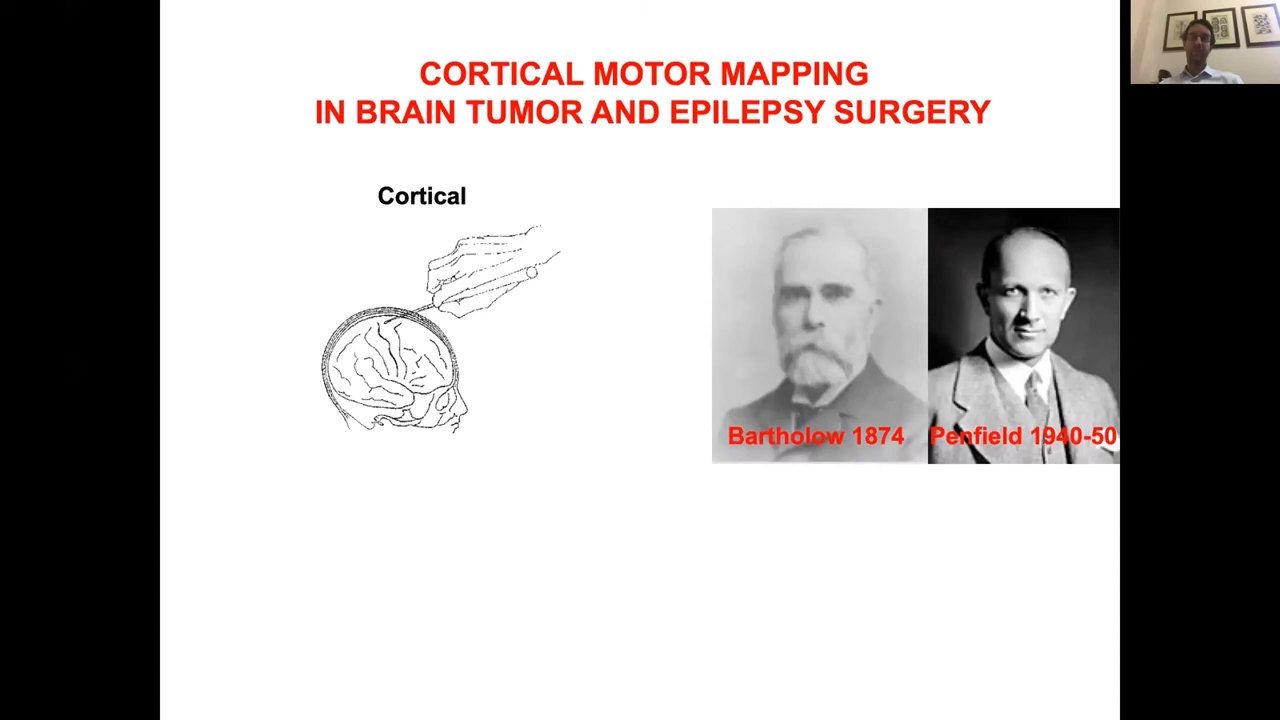 CORTICAL MOTOR MAPPING
IN BRAIN TUMOR AND EPILEPSY SURGERY
Cortical
Bartholow 1874
Penfield 1940-50